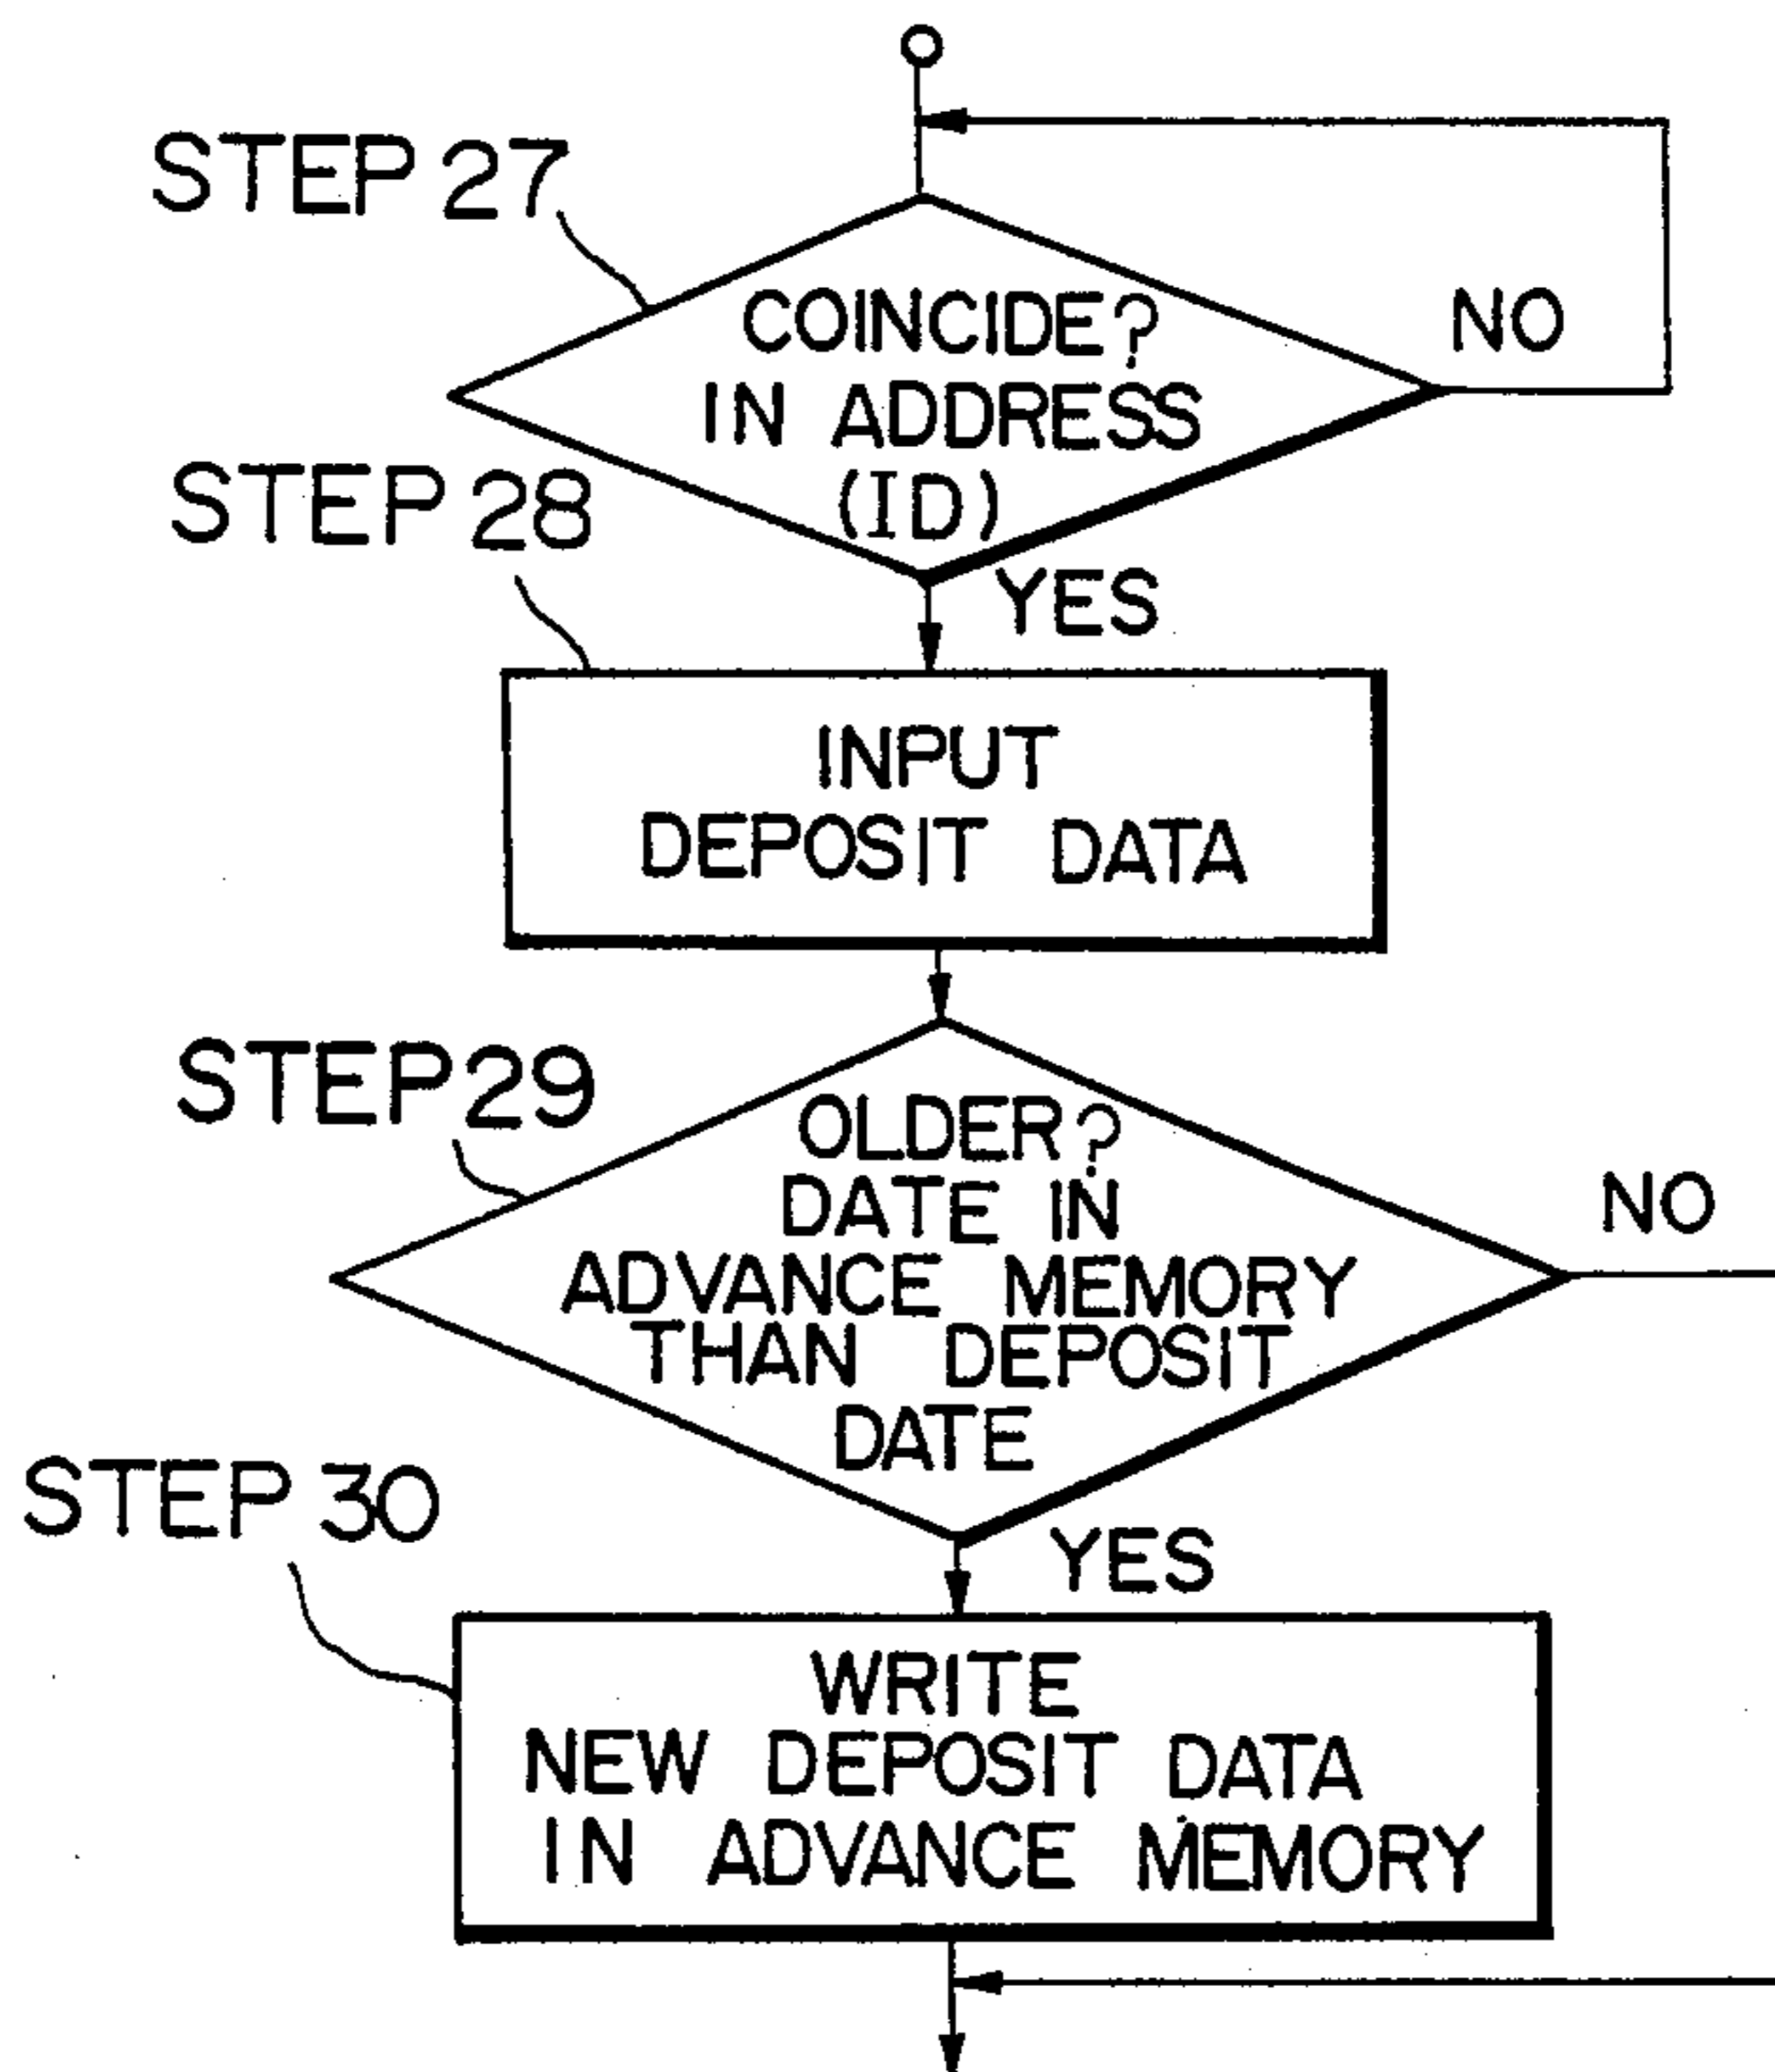 STEP 27
COINCIDE?
IN ADDRESS
(ID)
NO
STEP 28
YES
INPUT
DEPOSIT DATA
STEP 29
OLDER?
DATE IN
ADVANCE MEMORY
THAN DEPOSIT
DATE
NO
STEP 30
YES
WRITE
NEW DEPOSIT DATA
IN ADVANCE MEMORY